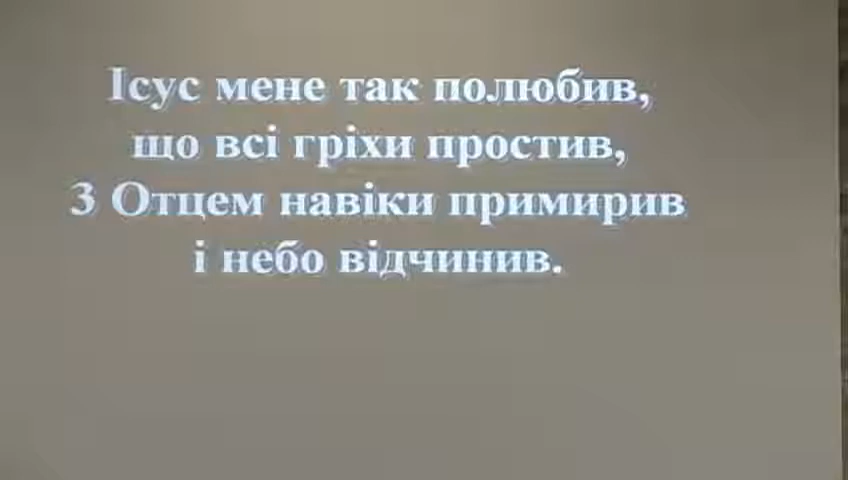 Ісус мене так полюбив,
що всі гріхи простив,
З Отцем навіки примирив
і небо відчинив.